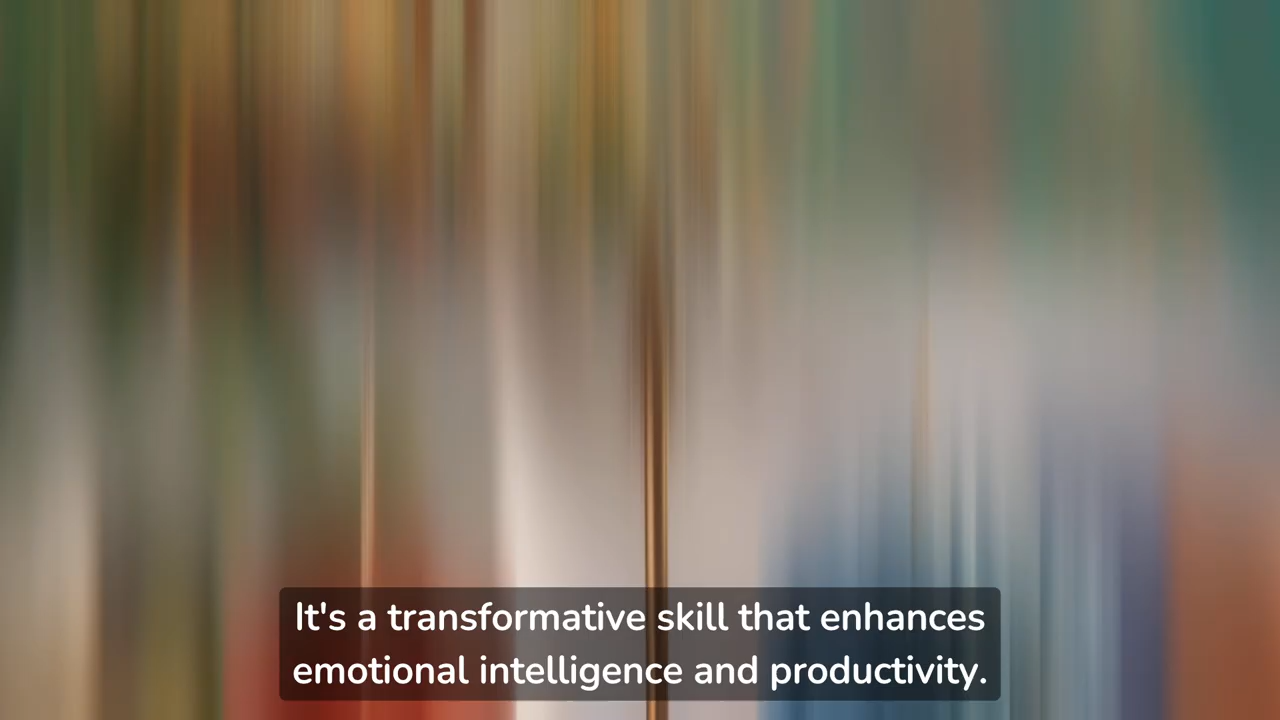 It's a transformative skill that enhances
emotional intelligence and productivity.